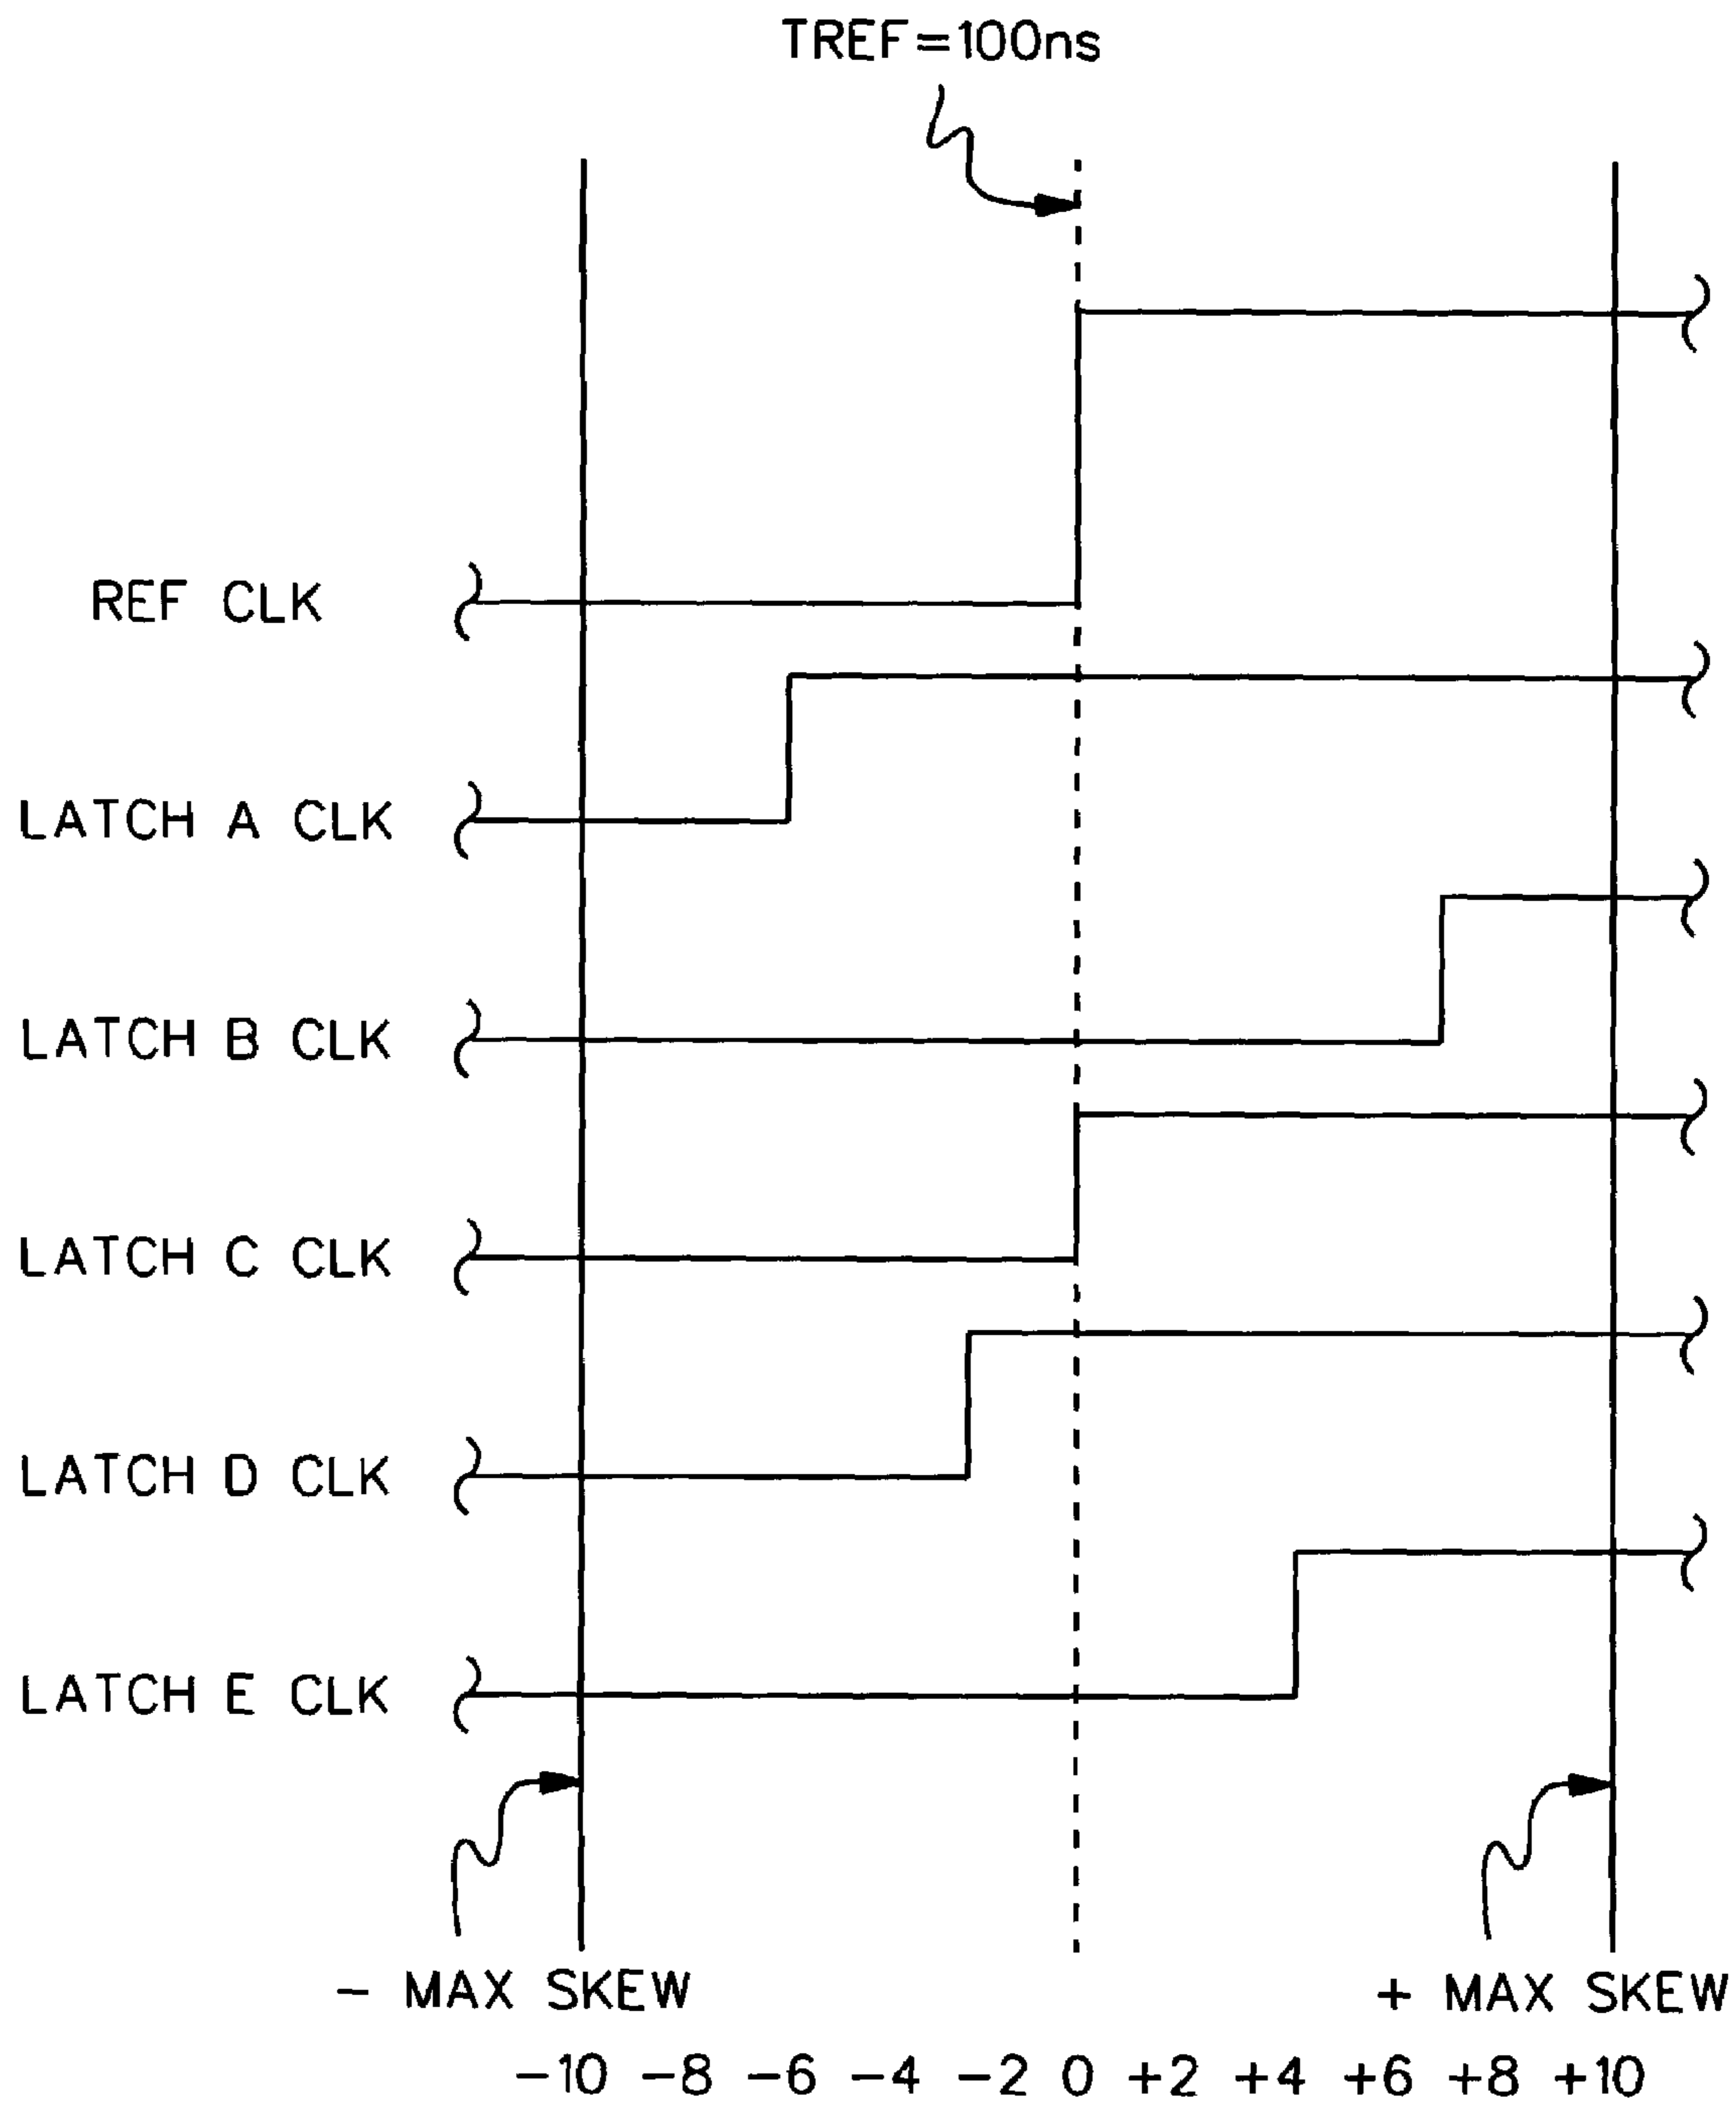 TREF=100ns
REF CLK
LATCH A CLK
LATCH B CLK
LATCH C CLK
LATCH D CLK
LATCH E CLK
− MAX SKEW
+ MAX SKEW
−10 −8 −6 −4 −2 0 +2 +4 +6 +8 +10